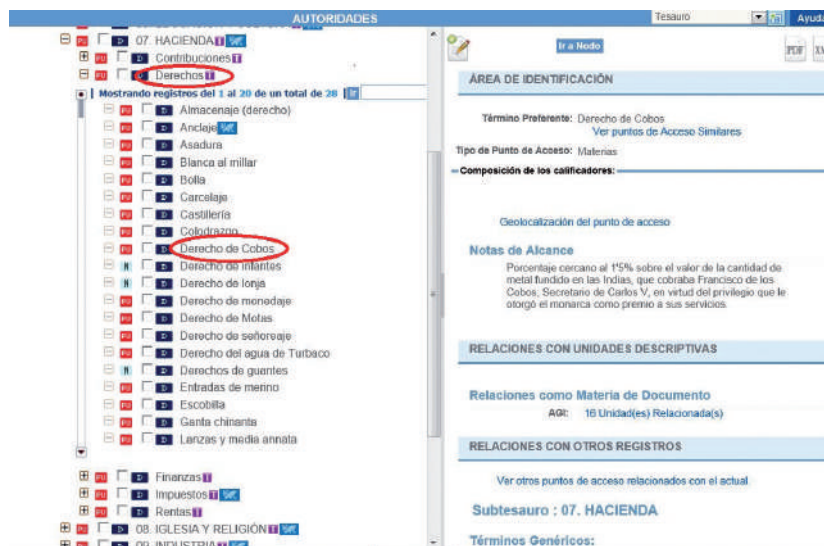 AUTORIDADES
Tesauro
Ayuda
07. HACIENDA
Contribuciones
Derechos
Mostrando registros del 1 al 20 de un total de 28 Ir
Almacenaje (derecho)
Anclaje
Asadura
Blanca al millar
Bolla
Carcelaje
Castillería
Colodrazgo
Derecho de Cobos
Derecho de infantes
Derecho de lonja
Derecho de monedaje
Derecho de Motas
Derecho de señoreaje
Derecho del agua de Turbaco
Derechos de guantes
Entradas de merino
Escobilla
Ganta chinanta
Lanzas y media annata
Finanzas
Impuestos
Rentas
08. IGLESIA Y RELIGIÓN
09. INDUSTRIA
Ir a Nodo
PDF
ÁREA DE IDENTIFICACIÓN
Término Preferente: Derecho de Cobos
Ver puntos de Acceso Similares
Tipo de Punto de Acceso: Materias
Composición de los calificadores:
Geolocalización del punto de acceso
Notas de Alcance
Porcentaje cercano al 1'5% sobre el valor de la cantidad de
metal fundido en las Indias, que cobraba Francisco de los
Cobos, Secretario de Carlos V, en virtud del privilegio que le
otorgó el monarca como premio a sus servicios.
RELACIONES CON UNIDADES DESCRIPTIVAS
Relaciones como Materia de Documento
AGI: 16 Unidad(es) Relacionada(s)
RELACIONES CON OTROS REGISTROS
Ver otros puntos de acceso relacionados con el actual
Subtesauro : 07. HACIENDA
Términos Genéricos: